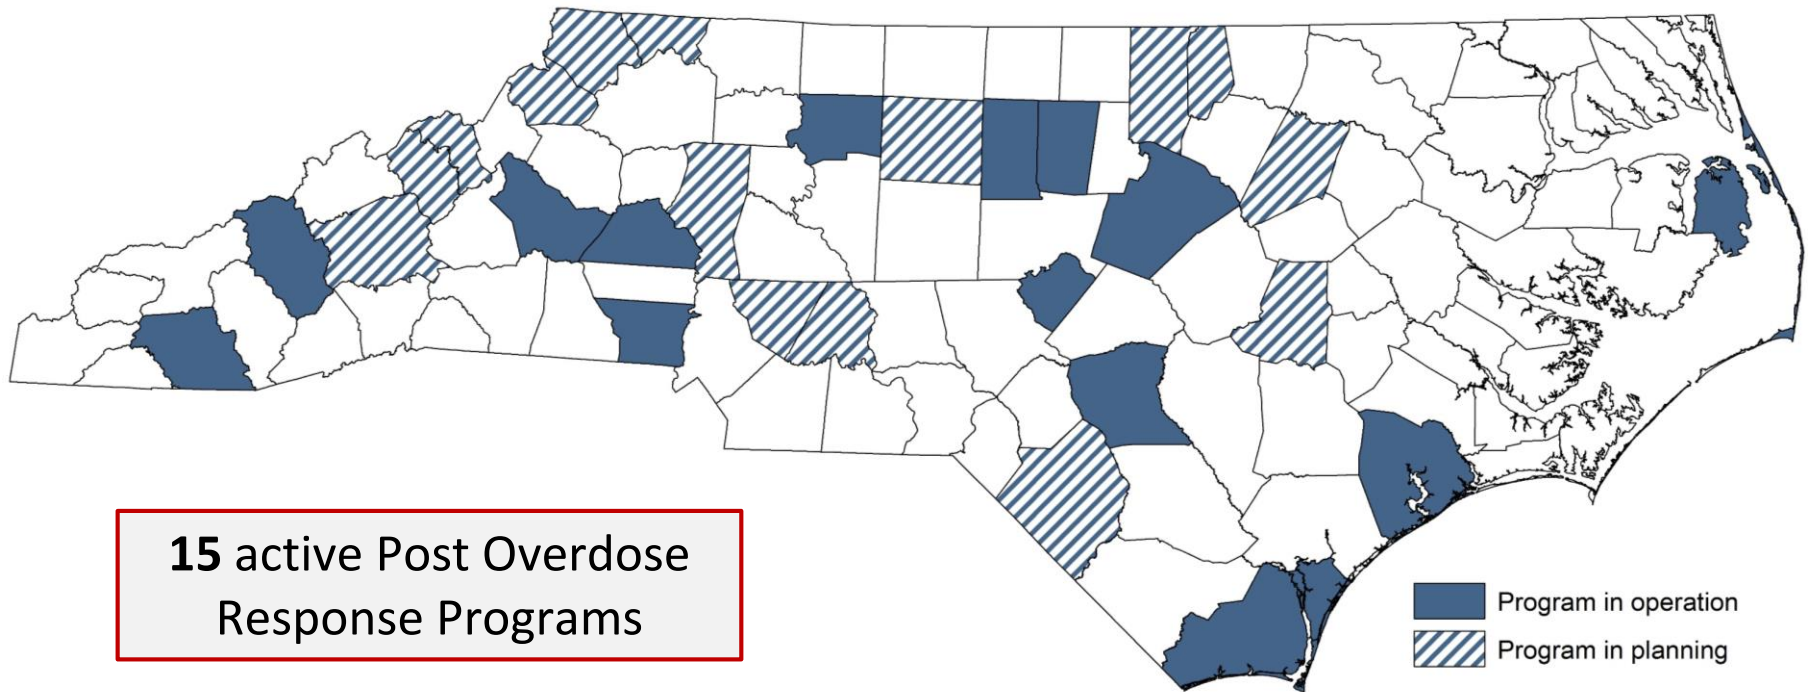 15 active Post Overdose
Response Programs
Program in operation
Program in planning